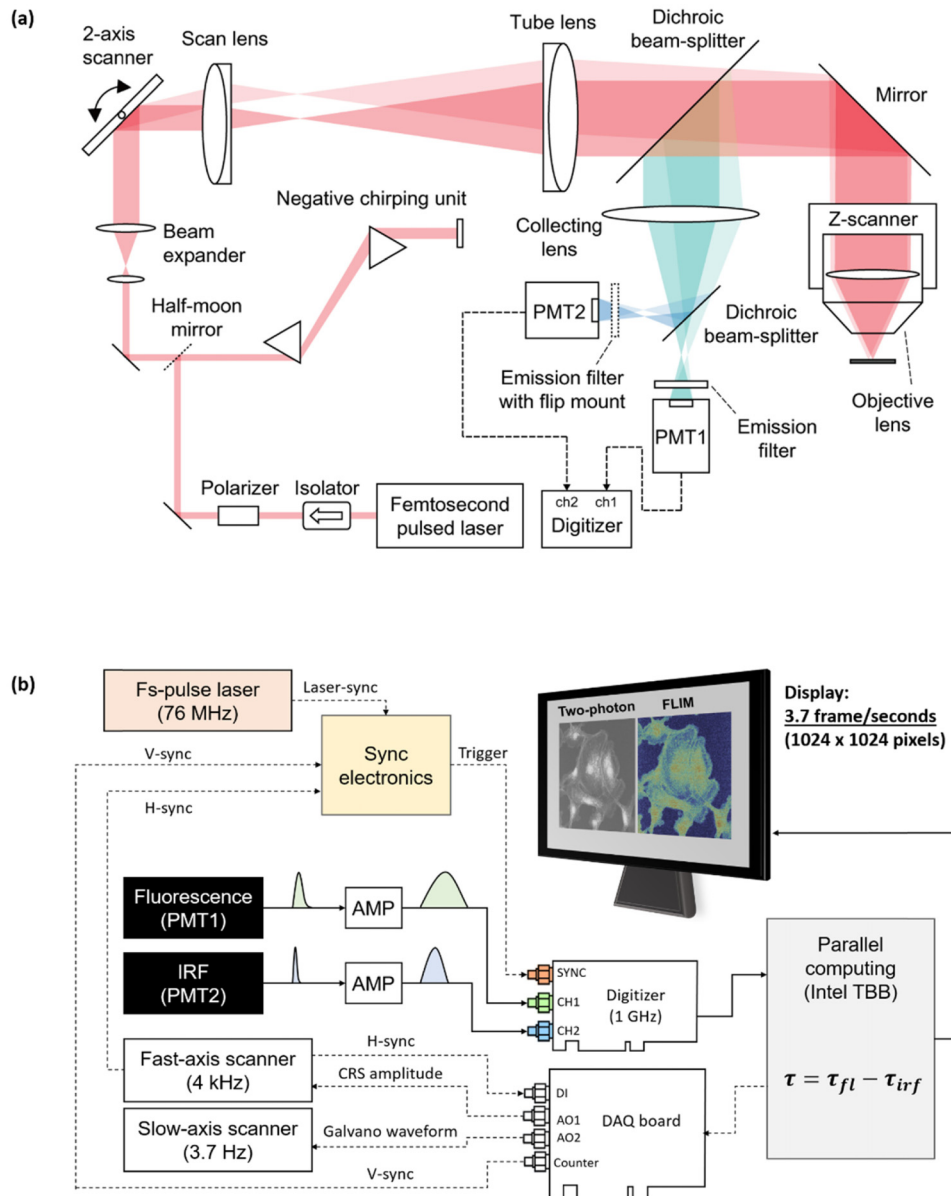 (a)
2-axis
scanner
Scan lens
Tube lens
Dichroic
beam-splitter
Mirror
Negative chirping unit
Beam
expander
Collecting
lens
Z-scanner
Half-moon
mirror
PMT2
Dichroic
beam-splitter
Emission filter
with flip mount
PMT1
Emission
filter
Objective
lens
Polarizer
Isolator
Femtosecond
pulsed laser
ch2 ch1
Digitizer
(b)
Fs-pulse laser
(76 MHz)
Laser-sync
Sync
electronics
V-sync
H-sync
Trigger
Two-photon
FLIM
Display:
3.7 frame/seconds
(1024 x 1024 pixels)
Fluorescence
(PMT1)
AMP
IRF
(PMT2)
AMP
SYNC
CH1
CH2
Digitizer
(1 GHz)
Parallel
computing
(Intel TBB)
τ = τfl − τirf
Fast-axis scanner
(4 kHz)
H-sync
CRS amplitude
Slow-axis scanner
(3.7 Hz)
Galvano waveform
V-sync
DI
AO1
AO2
Counter
DAQ board